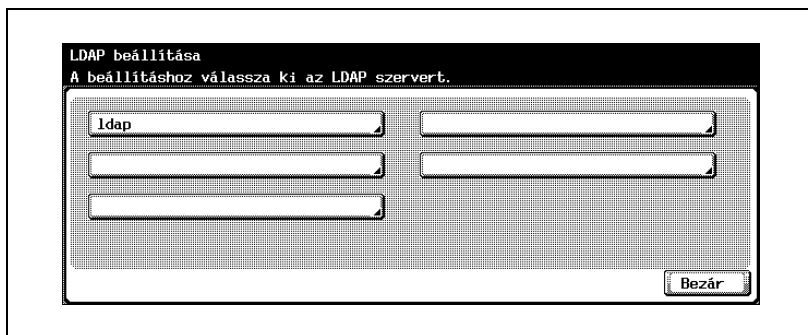 LDAP beállítása
A beállításhoz válassza ki az LDAP szervert.
ldap
Bezár